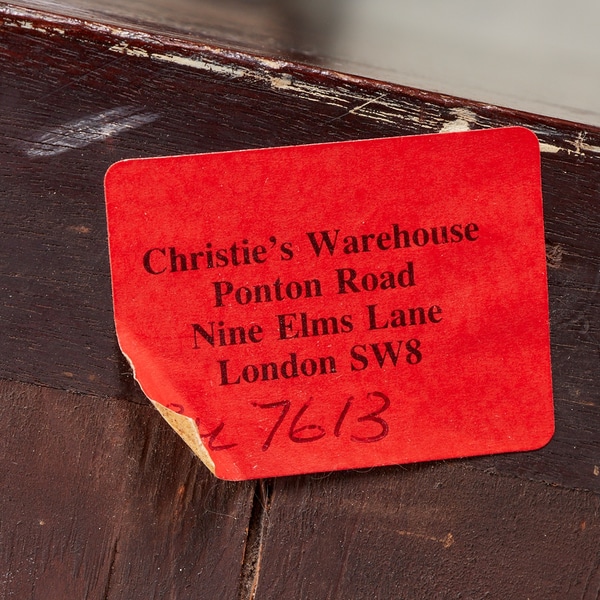 Christie's Warehouse
Ponton Road
Nine Elms Lane
London SW8
7613